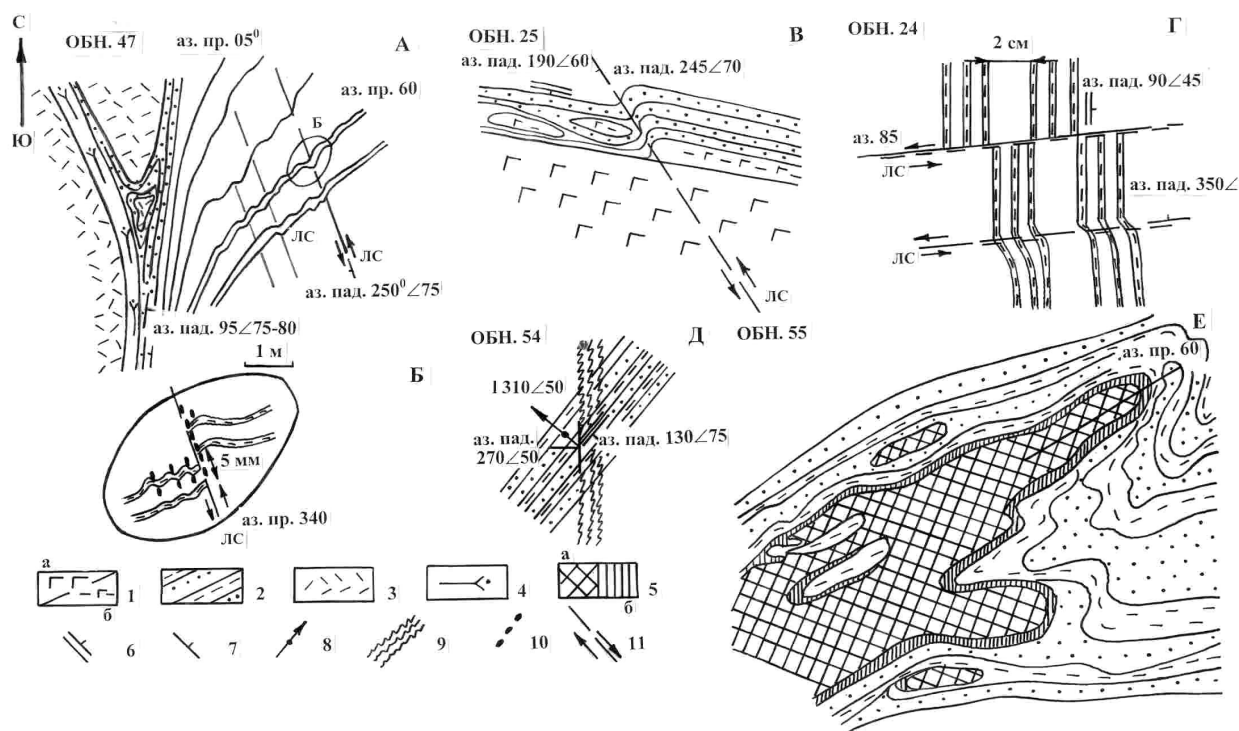 С
Ю
ОБН. 47
аз. пр. 05⁰
А
аз. пр. 60
Б
ЛС
ЛС
аз. пад. 250⁰∠75
аз. пад. 95∠75-80
1 м
ОБН. 25
В
аз. пад. 190∠60
аз. пад. 245∠70
ЛС
ОБН. 24
Г
2 см
аз. пад. 90∠45
аз. 85
ЛС
аз. пад. 350∠
ЛС
Б
5 мм
аз. пр. 340
ЛС
ОБН. 54
Д
1310∠50
аз. пад.
270∠50
аз. пад. 130∠75
ОБН. 55
Е
аз. пр. 60
а
б
1
2
3
4
а
б
5
6
7
8
9
10
11